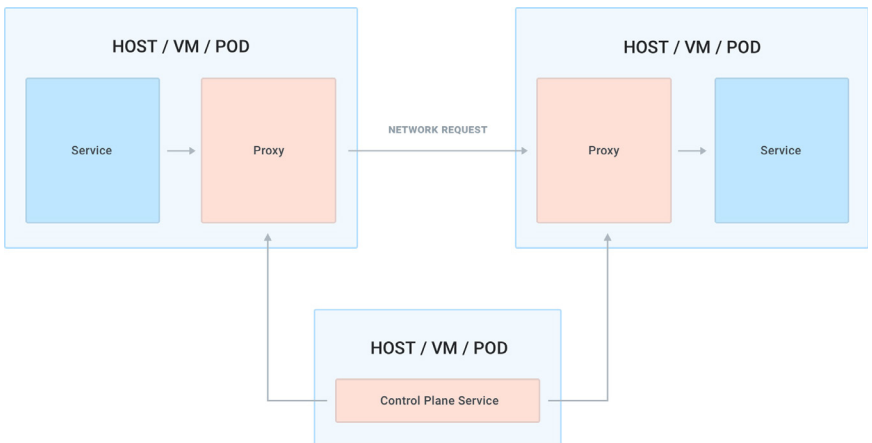 HOST / VM / POD
HOST / VM / POD
Service
Proxy
NETWORK REQUEST
Proxy
Service
HOST / VM / POD
Control Plane Service